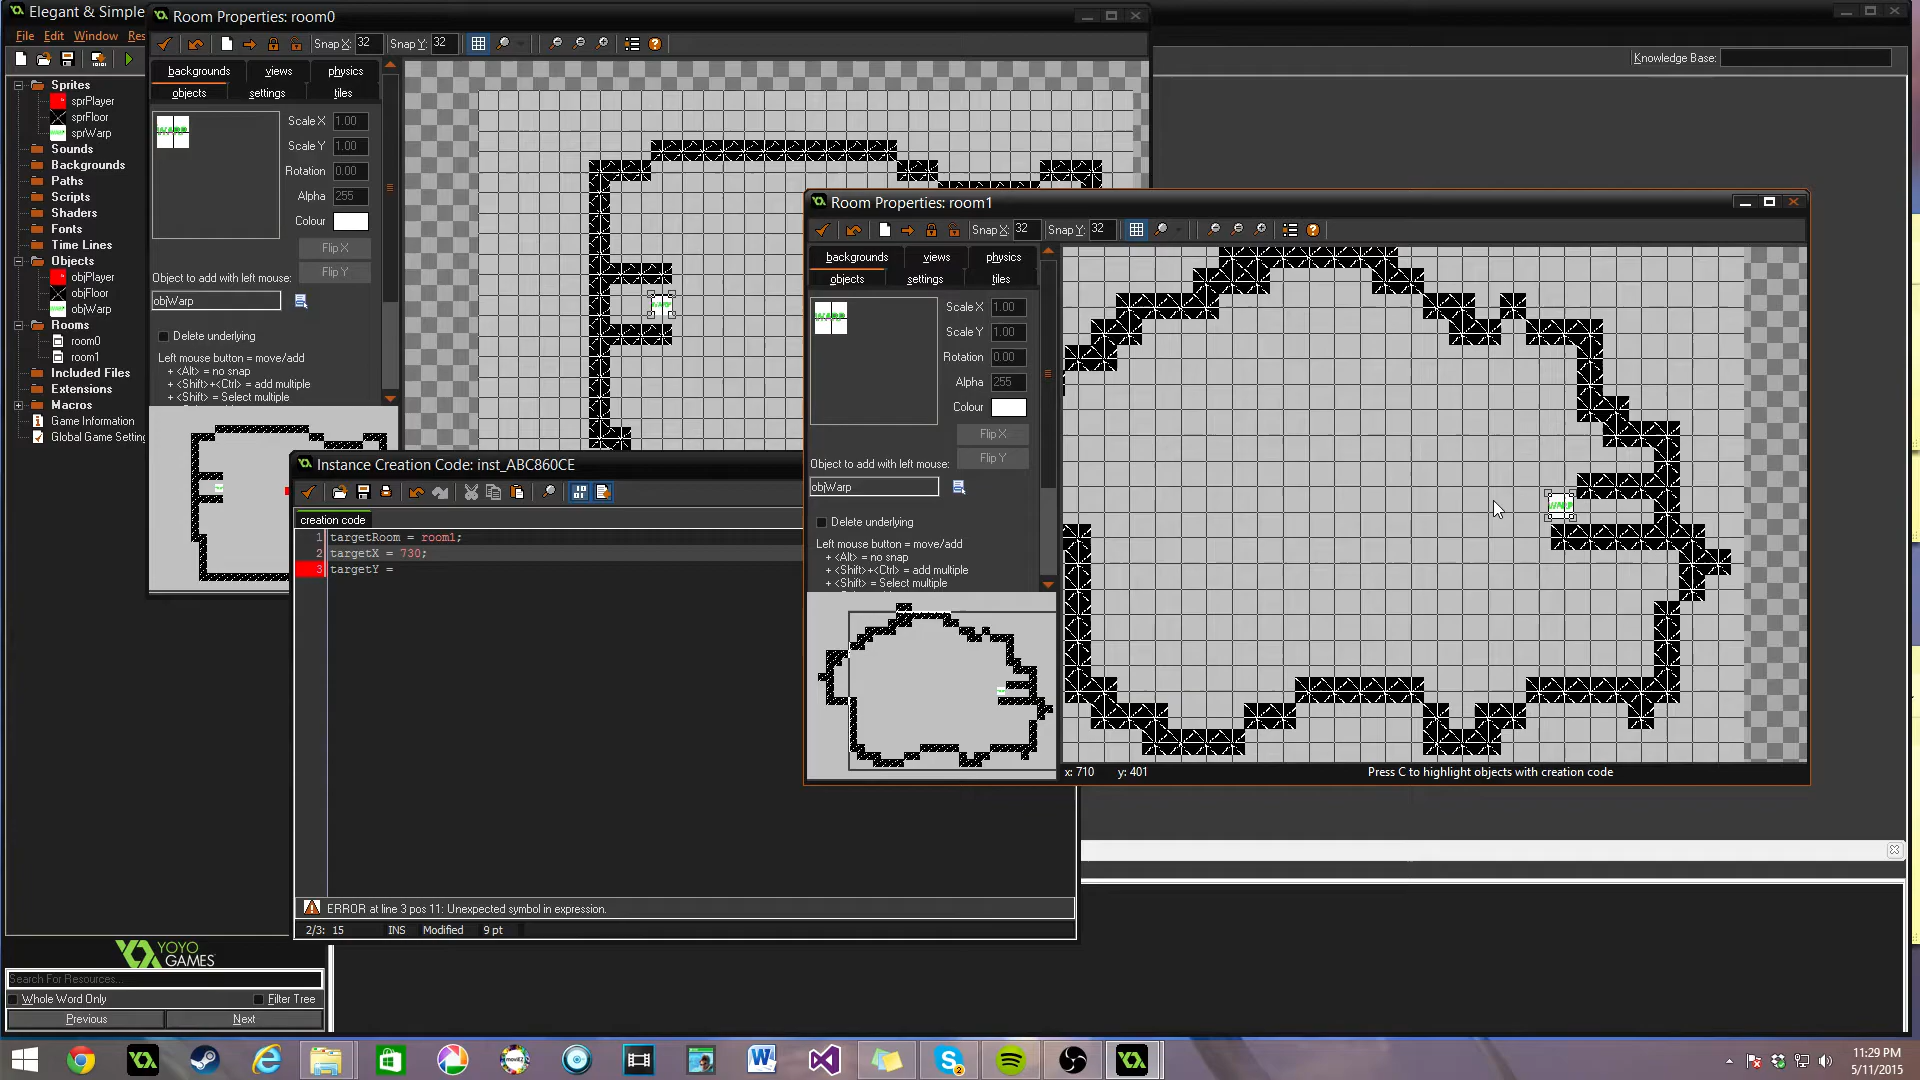 Elegant & Simple
File Edit Window Res
Knowledge Base:
Sprites
sprPlayer
sprFloor
sprWarp
Sounds
Backgrounds
Paths
Scripts
Shaders
Fonts
Time Lines
Objects
objPlayer
objFloor
objWarp
Rooms
room0
room1
Included Files
Extensions
Macros
Game Information
Global Game Setting
YOYO
GAMES
Search For Resources...
Whole Word Only Filter Tree
Previous Next
Room Properties: room0
Snap X: 32 Snap Y: 32
backgrounds views physics
objects settings tiles
WARP
Scale X 1.00
Scale Y 1.00
Rotation 0.00
Alpha 255
Colour
Flip X
Flip Y
Object to add with left mouse:
objWarp
Delete underlying
Left mouse button = move/add
+ <Alt> = no snap
+ <Shift>+<Ctrl> = add multiple
+ <Shift> = Select multiple
WARP
Instance Creation Code: inst_ABC860CE
creation code
1 targetRoom = room1;
2 targetX = 730;
3 targetY =
ERROR at line 3 pos 11: Unexpected symbol in expression.
2/3: 15 INS Modified 9 pt
Room Properties: room1
Snap X: 32 Snap Y: 32
backgrounds views physics
objects settings tiles
WARP
Scale X 1.00
Scale Y 1.00
Rotation 0.00
Alpha 255
Colour
Flip X
Flip Y
Object to add with left mouse:
objWarp
Delete underlying
Left mouse button = move/add
+ <Alt> = no snap
+ <Shift>+<Ctrl> = add multiple
+ <Shift> = Select multiple
WARP
x: 710 y: 401 Press C to highlight objects with creation code
11:29 PM
5/11/2015